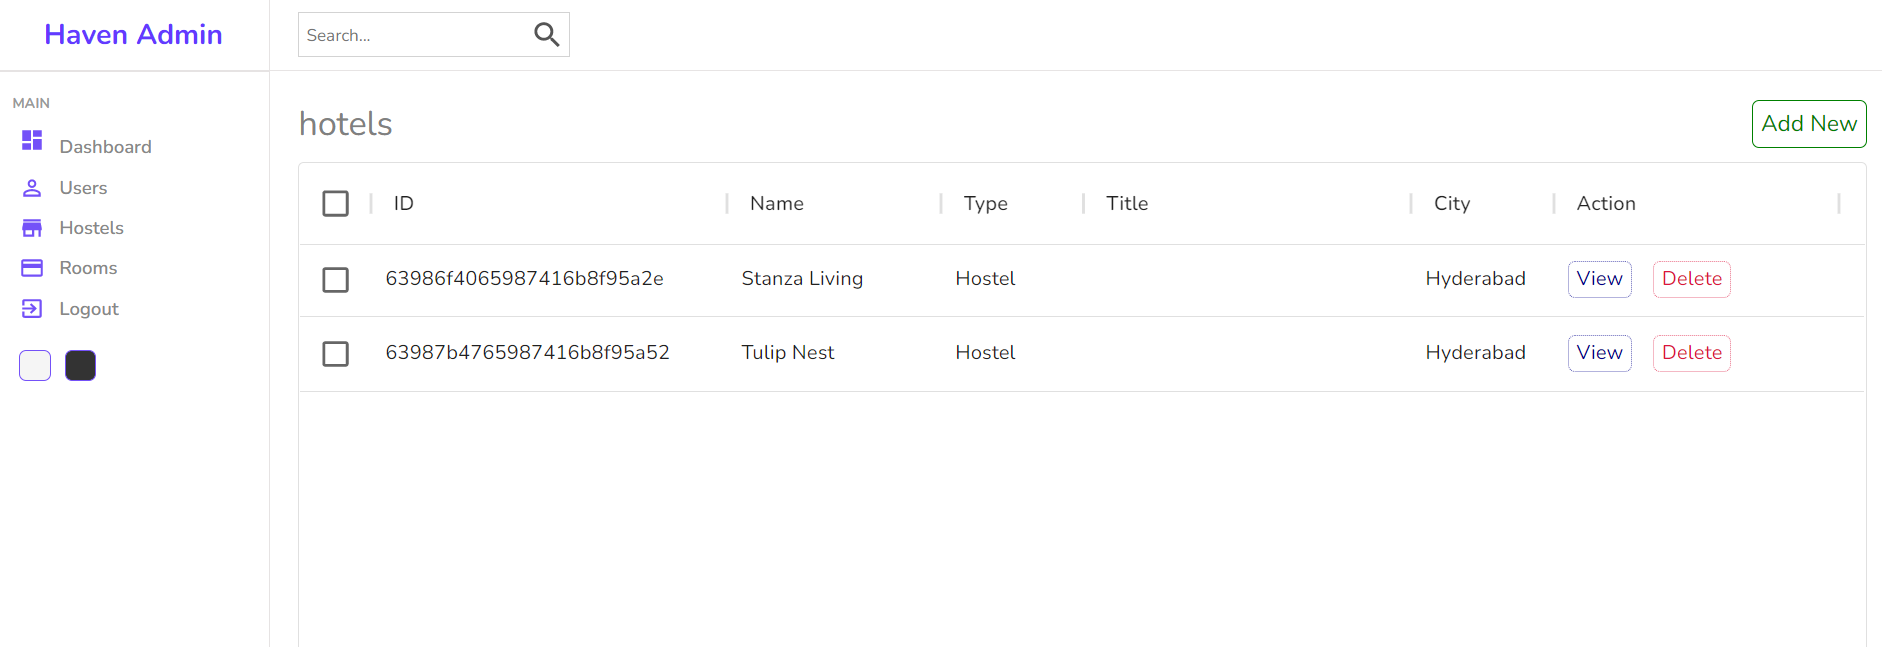 Haven Admin
Search...
MAIN
Dashboard
Users
Hostels
Rooms
Logout
hotels
Add New
ID Name Type Title City Action
63986f4065987416b8f95a2e Stanza Living Hostel Hyderabad View Delete
63987b4765987416b8f95a52 Tulip Nest Hostel Hyderabad View Delete